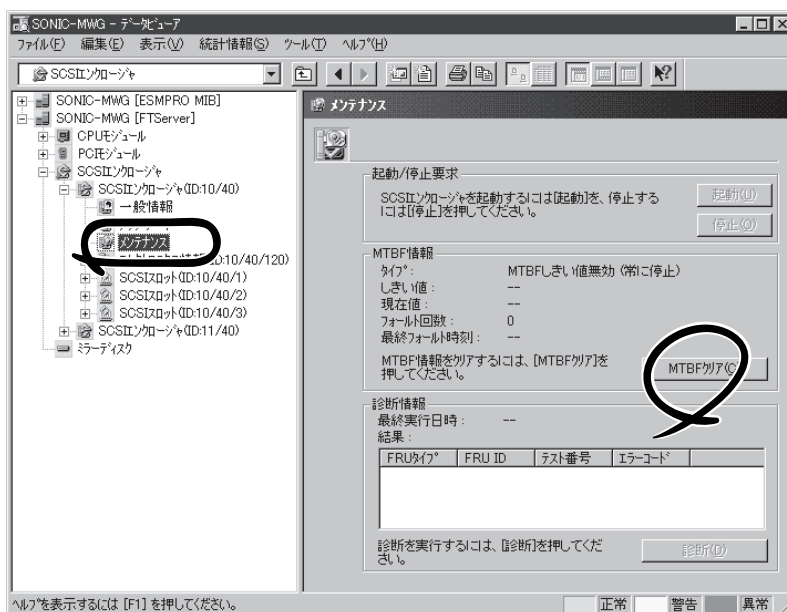 SONIC-MWG - ﾃﾞｰﾀﾋﾞｭｰｱ
ﾌｧｲﾙ(F) 編集(E) 表示(V) 統計情報(S) ﾂｰﾙ(T) ﾍﾙﾌﾟ(H)
SCSIｴﾝｸﾛｰｼﾞｬ
SONIC-MWG [ESMPRO MIB]
SONIC-MWG [FTServer]
CPUﾓｼﾞｭｰﾙ
PCIﾓｼﾞｭｰﾙ
SCSIｴﾝｸﾛｰｼﾞｬ
SCSIｴﾝｸﾛｰｼﾞｬ(ID:10/40)
一般情報
ﾒﾝﾃﾅﾝｽ
(ID:10/40/120)
SCSIｽﾛｯﾄ(ID:10/40/1)
SCSIｽﾛｯﾄ(ID:10/40/2)
SCSIｽﾛｯﾄ(ID:10/40/3)
SCSIｴﾝｸﾛｰｼﾞｬ(ID:11/40)
ﾐﾗｰﾃﾞｨｽｸ
ﾒﾝﾃﾅﾝｽ
起動/停止要求
SCSIｴﾝｸﾛｰｼﾞｬを起動するには[起動]を、停止する
には[停止]を押してください。
起動(U)
停止(O)
MTBF情報
ﾀｲﾌﾟ: MTBFしきい値無効 (常に停止)
しきい値: --
現在値: --
ﾌｫｰﾙﾄ回数: 0
最終ﾌｫｰﾙﾄ時刻: --
MTBF情報をｸﾘｱするには、[MTBFｸﾘｱ]を
押してください。
MTBFｸﾘｱ(C)
診断情報
最終実行日時: --
結果:
FRUﾀｲﾌﾟ FRU ID ﾃｽﾄ番号 ｴﾗｰｺｰﾄﾞ
診断を実行するには、[診断]を押してくだ
さい。
診断(D)
ﾍﾙﾌﾟを表示するには [F1] を押してください。 正常 警告 異常